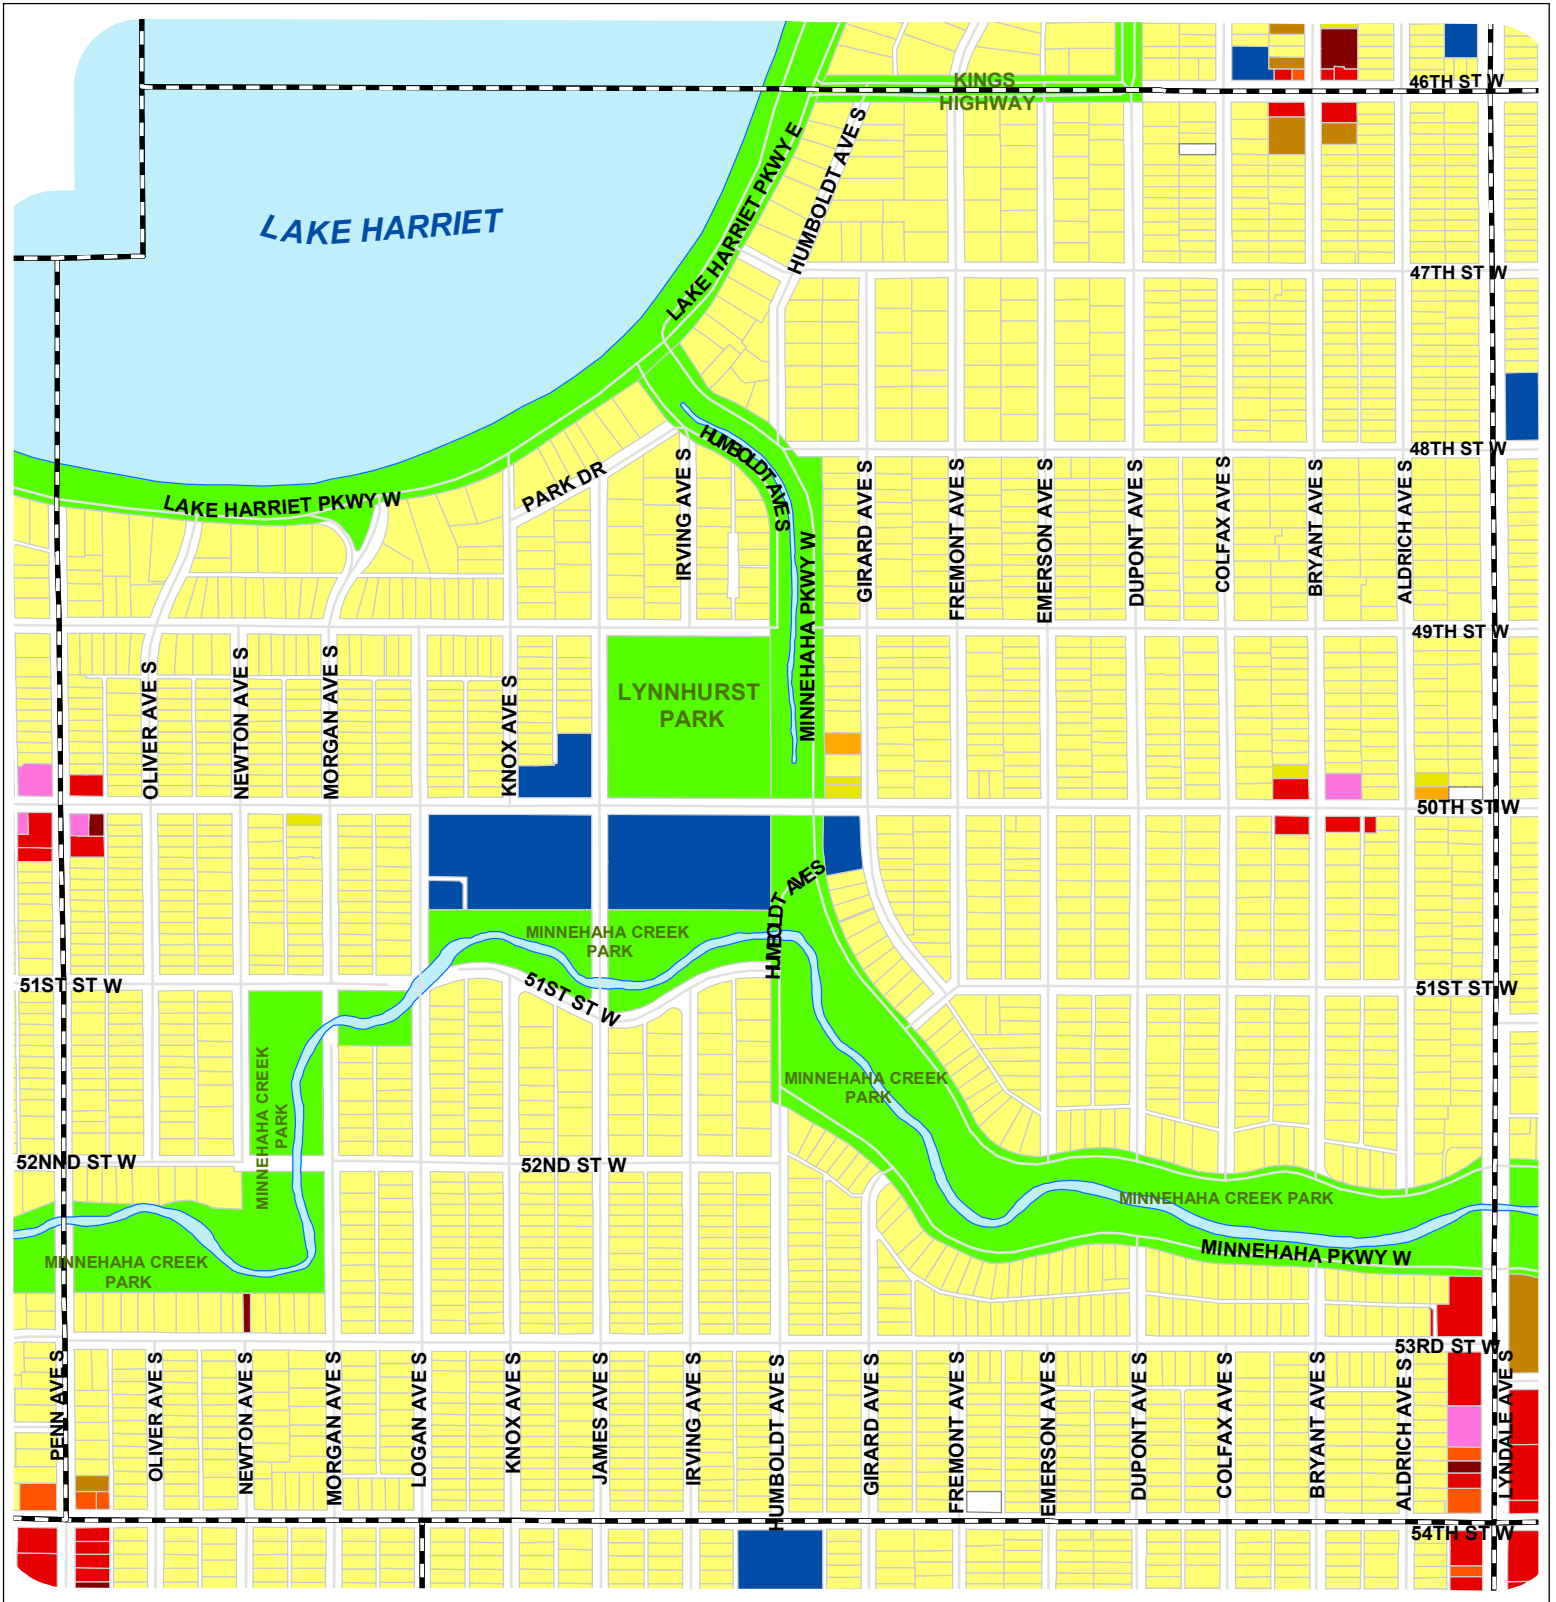 KINGS
HIGHWAY
46TH ST W
LAKE HARRIET
LAKE HARRIET PKWY E
HUMBOLDT AVE S
47TH ST W
48TH ST W
HUMBOLDT AVE S
LAKE HARRIET PKWY W
PARK DR
IRVING AVE S
MINNEHAHA PKWY W
GIRARD AVE S
FREMONT AVE S
EMERSON AVE S
DUPONT AVE S
COLFAX AVE S
BRYANT AVE S
ALDRICH AVE S
49TH ST W
OLIVER AVE S
NEWTON AVE S
MORGAN AVE S
KNOX AVE S
LYNNHURST
PARK
50TH ST W
HUMBOLDT AVES
MINNEHAHA CREEK
PARK
51ST ST W
51ST ST W
51ST ST W
MINNEHAHA CREEK
PARK
MINNEHAHA CREEK
PARK
52NND ST W
52ND ST W
MINNEHAHA CREEK PARK
MINNEHAHA CREEK
PARK
MINNEHAHA PKWY W
53RD ST W
PENN AVE S
OLIVER AVE S
NEWTON AVE S
MORGAN AVE S
LOGAN AVE S
KNOX AVE S
JAMES AVE S
IRVING AVE S
HUMBOLDT AVE S
GIRARD AVE S
FREMONT AVE S
EMERSON AVE S
DUPONT AVE S
COLFAX AVE S
BRYANT AVE S
ALDRICH AVE S
LYNDALE AVE S
54TH ST W